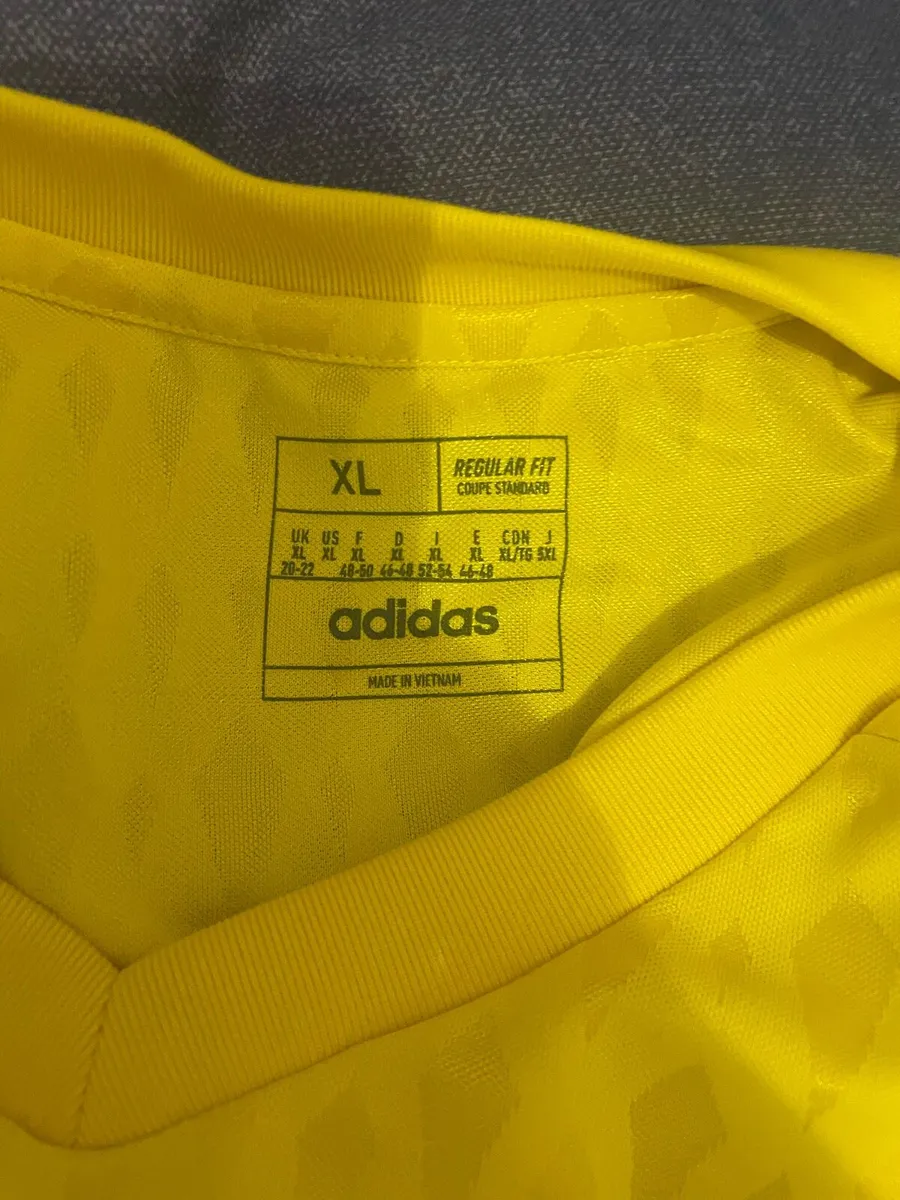 XL
REGULAR FIT
COUPE STANDARD
UK US F D I E CDN J
XL XL XL XL XL XL XL/TG 5XL
20-22 48-50 46-48 52-54 46-48
adidas
MADE IN VIETNAM